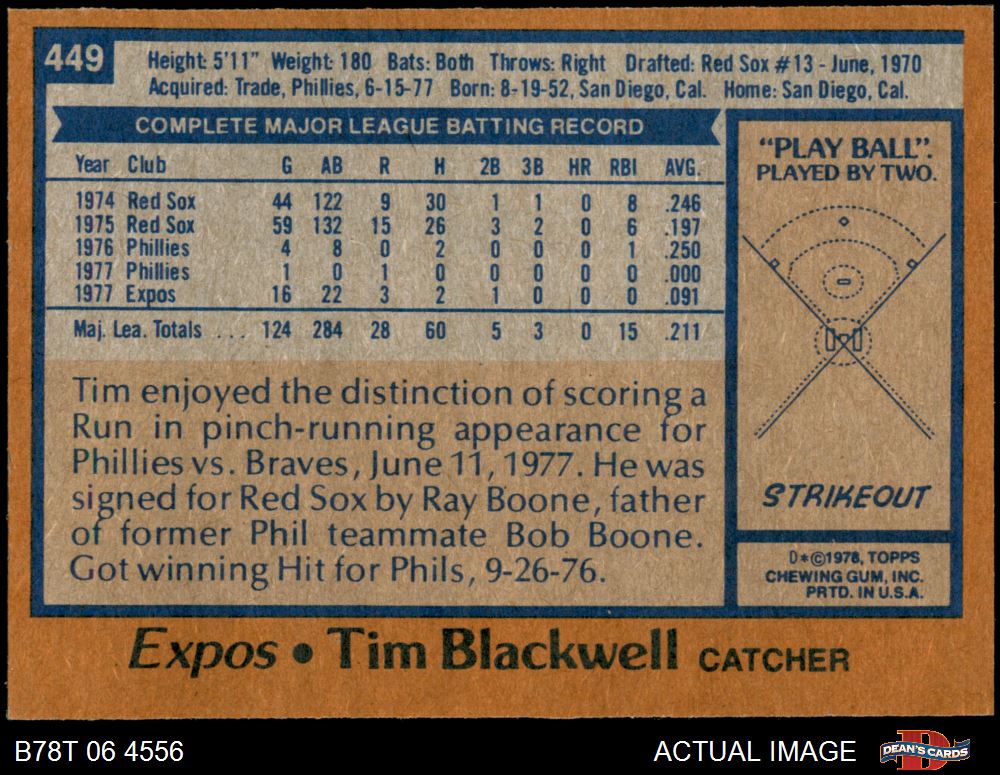 449
Height: 5'11" Weight: 180 Bats: Both Throws: Right Drafted: Red Sox #13 - June, 1970
Acquired: Trade, Phillies, 6-15-77 Born: 8-19-52, San Diego, Cal. Home: San Diego, Cal.
COMPLETE MAJOR LEAGUE BATTING RECORD
Year Club G AB R H 2B 3B HR RBI AVG.
1974 Red Sox 44 122 9 30 1 1 0 8 .246
1975 Red Sox 59 132 15 26 3 2 0 6 .197
1976 Phillies 4 8 0 2 0 0 0 1 .250
1977 Phillies 1 0 1 0 0 0 0 0 .000
1977 Expos 16 22 3 2 1 0 0 0 .091
Maj. Lea. Totals ... 124 284 28 60 5 3 0 15 .211
Tim enjoyed the distinction of scoring a
Run in pinch-running appearance for
Phillies vs. Braves, June 11, 1977. He was
signed for Red Sox by Ray Boone, father
of former Phil teammate Bob Boone.
Got winning Hit for Phils, 9-26-76.
"PLAY BALL".
PLAYED BY TWO.
STRIKEOUT
D*©1978, TOPPS
CHEWING GUM, INC.
PRTD. IN U.S.A.
Expos • Tim Blackwell CATCHER
B78T 06 4556
ACTUAL IMAGE
D
DEAN'S CARDS